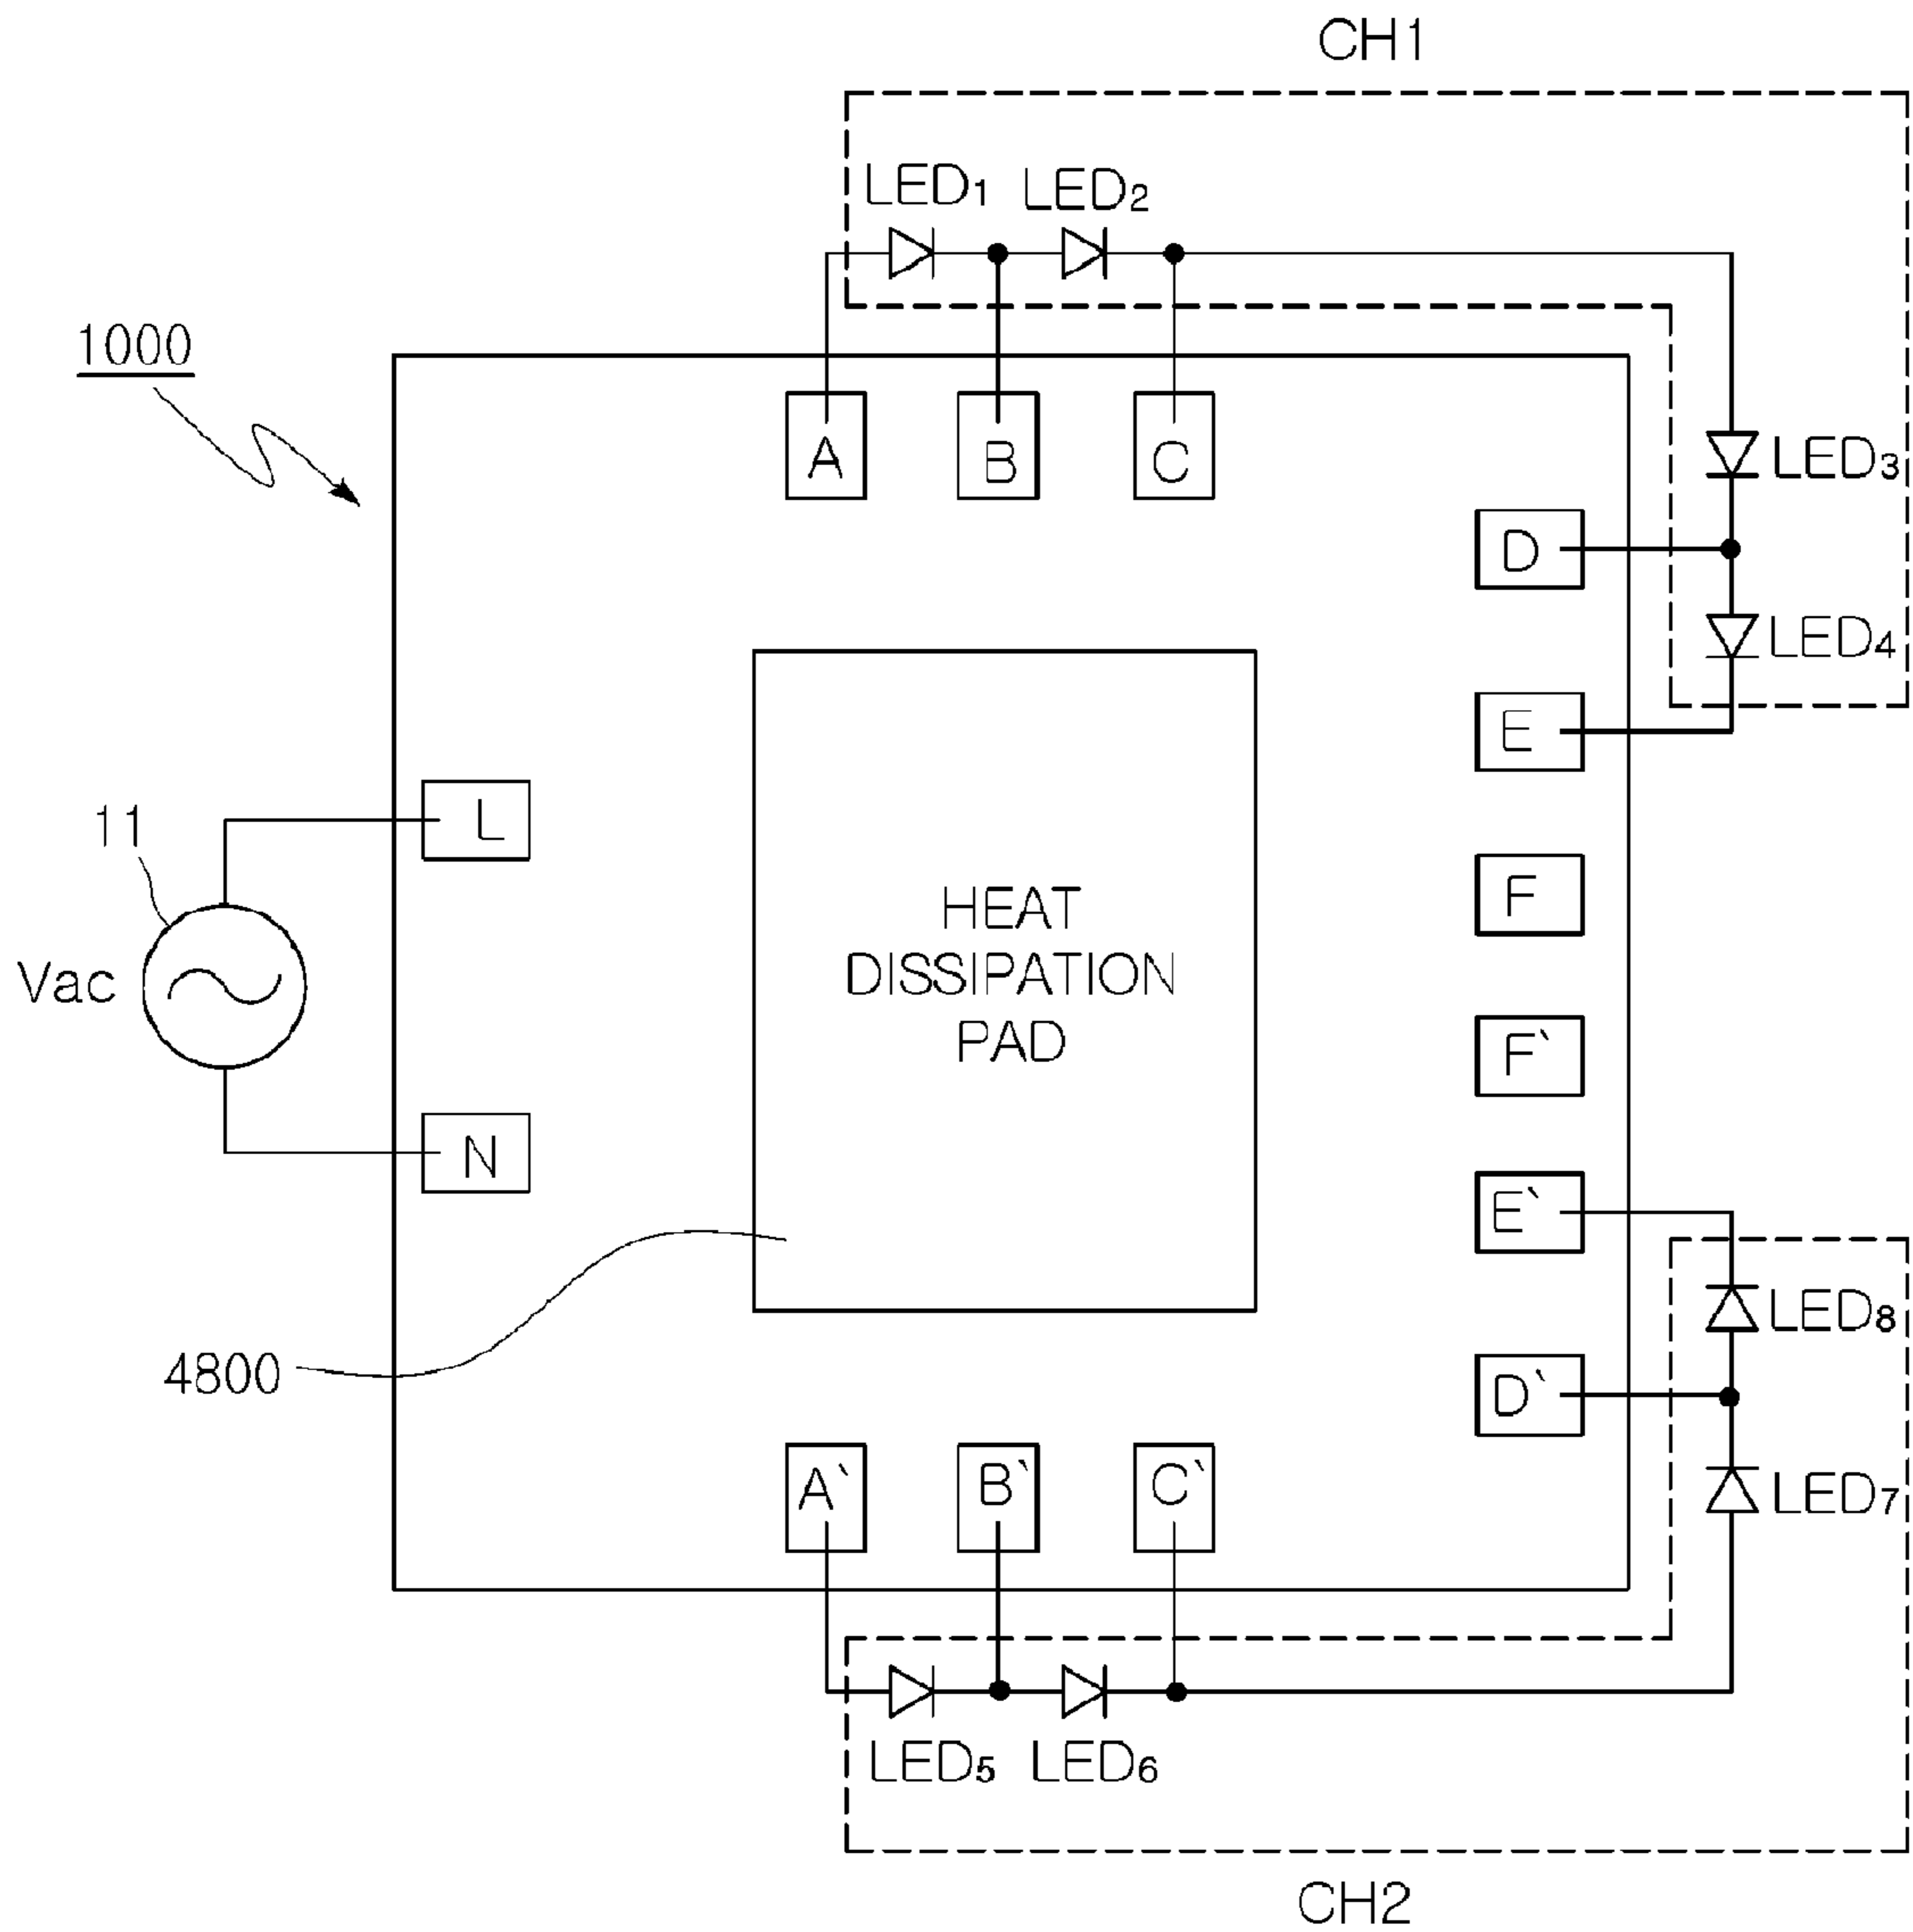 CH1
LED1 LED2
1000
A B C
LED3
D
LED4
E
L
11
F
HEAT
DISSIPATION
PAD
Vac
F`
N
E`
LED8
4800
D`
A` B` C`
LED7
LED5 LED6
CH2